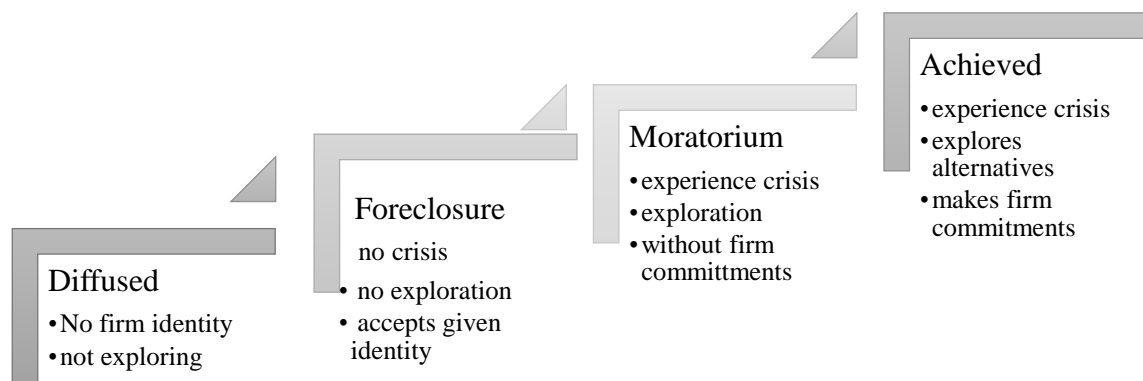 Diffused
•No firm identity
•not exploring
Foreclosure
no crisis
• no exploration
• accepts given
identity
Moratorium
•experience crisis
•exploration
•without firm
committments
Achieved
•experience crisis
•explores
alternatives
•makes firm
commitments